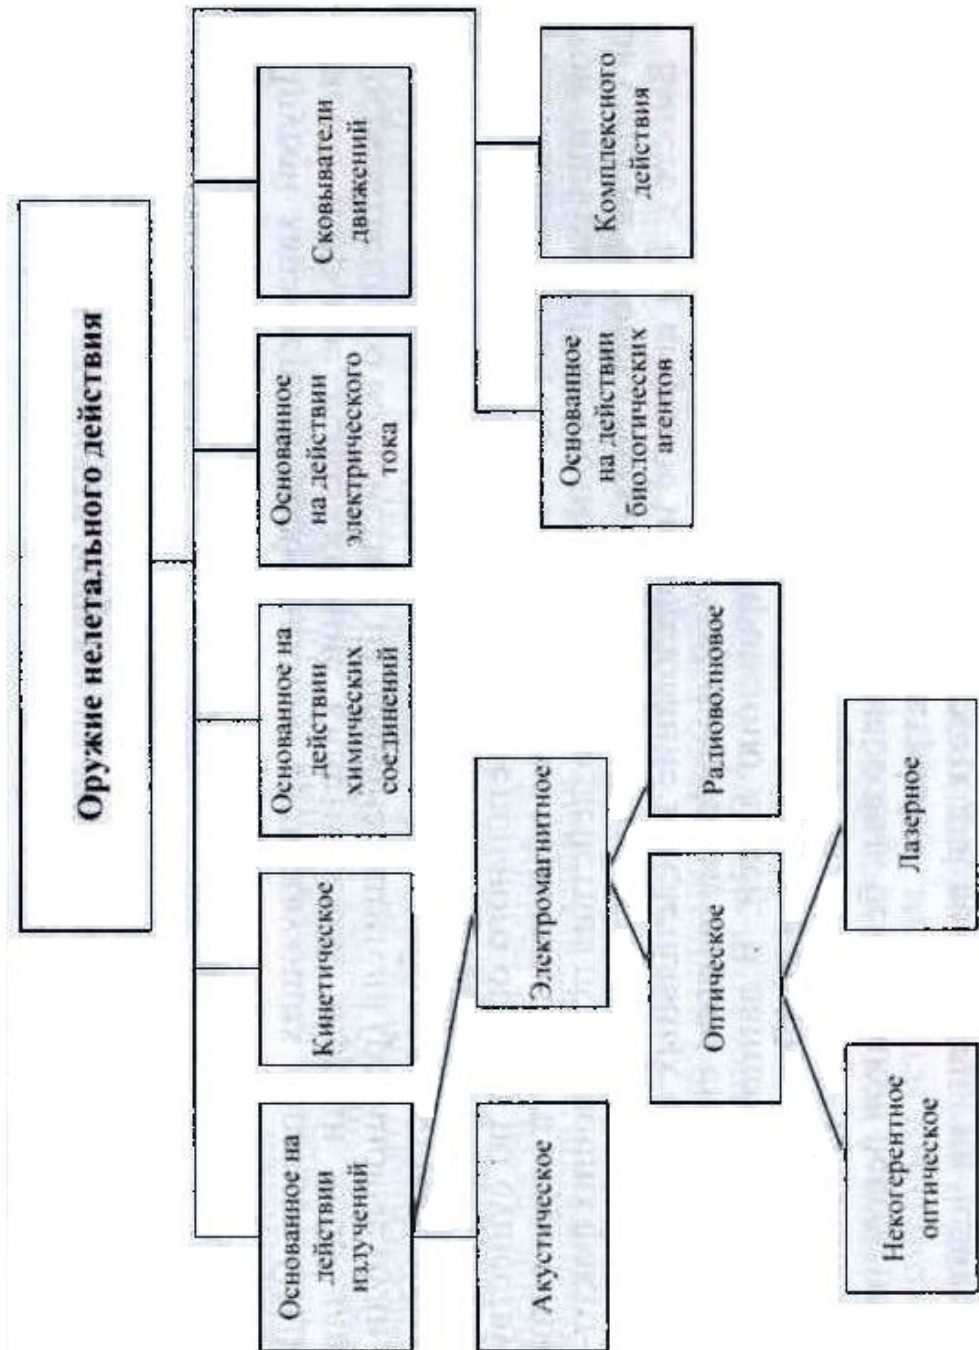 Оружие нелетального действия
Основанное на
действии
излучений
Кинетическое
Основанное на
действии
химических
соединений
Основанное
на действии
электрического
тока
Сковыватели
движений
Акустическое
Электромагнитное
Основанное
на действии
биологических
агентов
Комплексного
действия
Оптическое
Радиоволновое
Некогерентное
оптическое
Лазерное